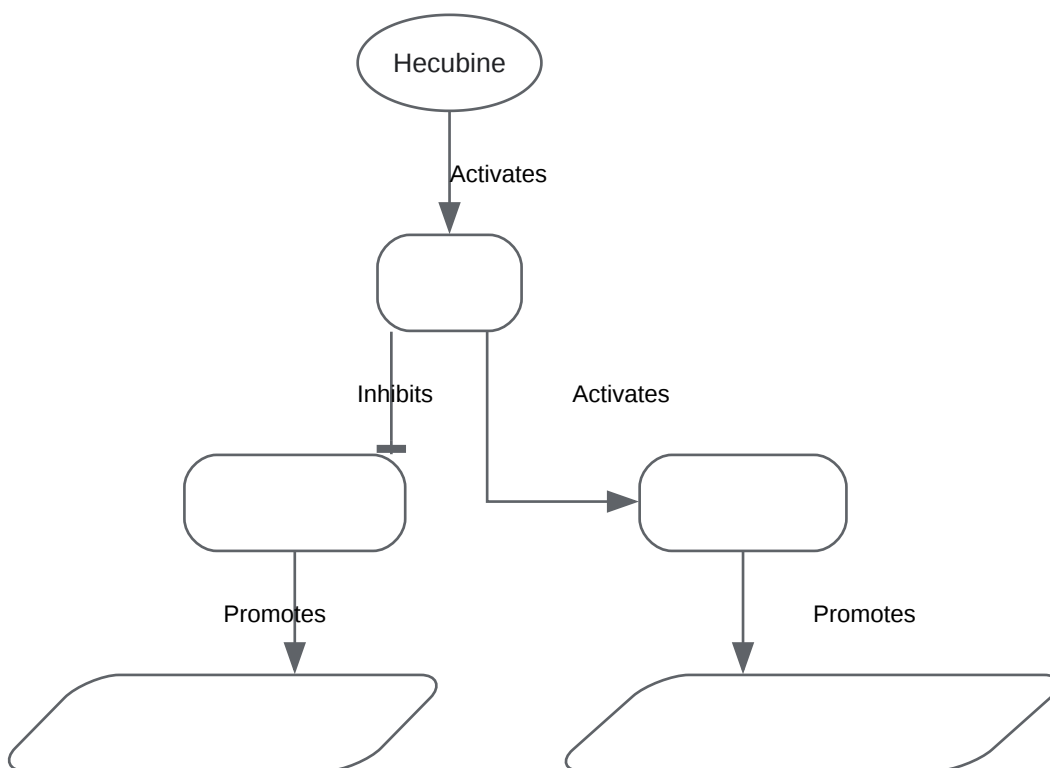 Hecubine
Activates
Inhibits
Activates
Promotes
Promotes